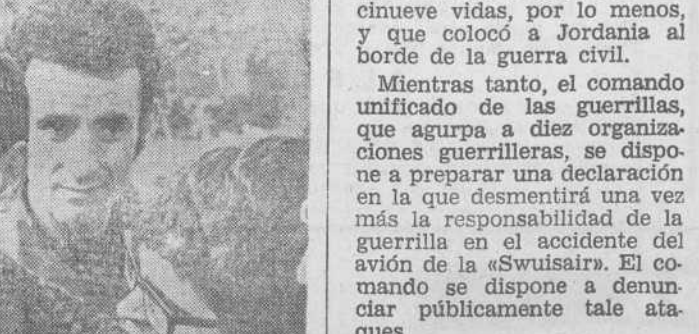 cinueve vidas, por lo menos,
y que colocó a Jordania al
borde de la guerra civil.
Mientras tanto, el comando
unificado de las guerrillas,
que agurpa a diez organiza-
ciones guerrilleras, se dispo-
ne a preparar una declaración
en la que desmentirá una vez
más la responsabilidad de la
guerrilla en el accidente del
avión de la «Swuisair». El co-
mando se dispone a denun-
ciar públicamente tale ata-
ques.